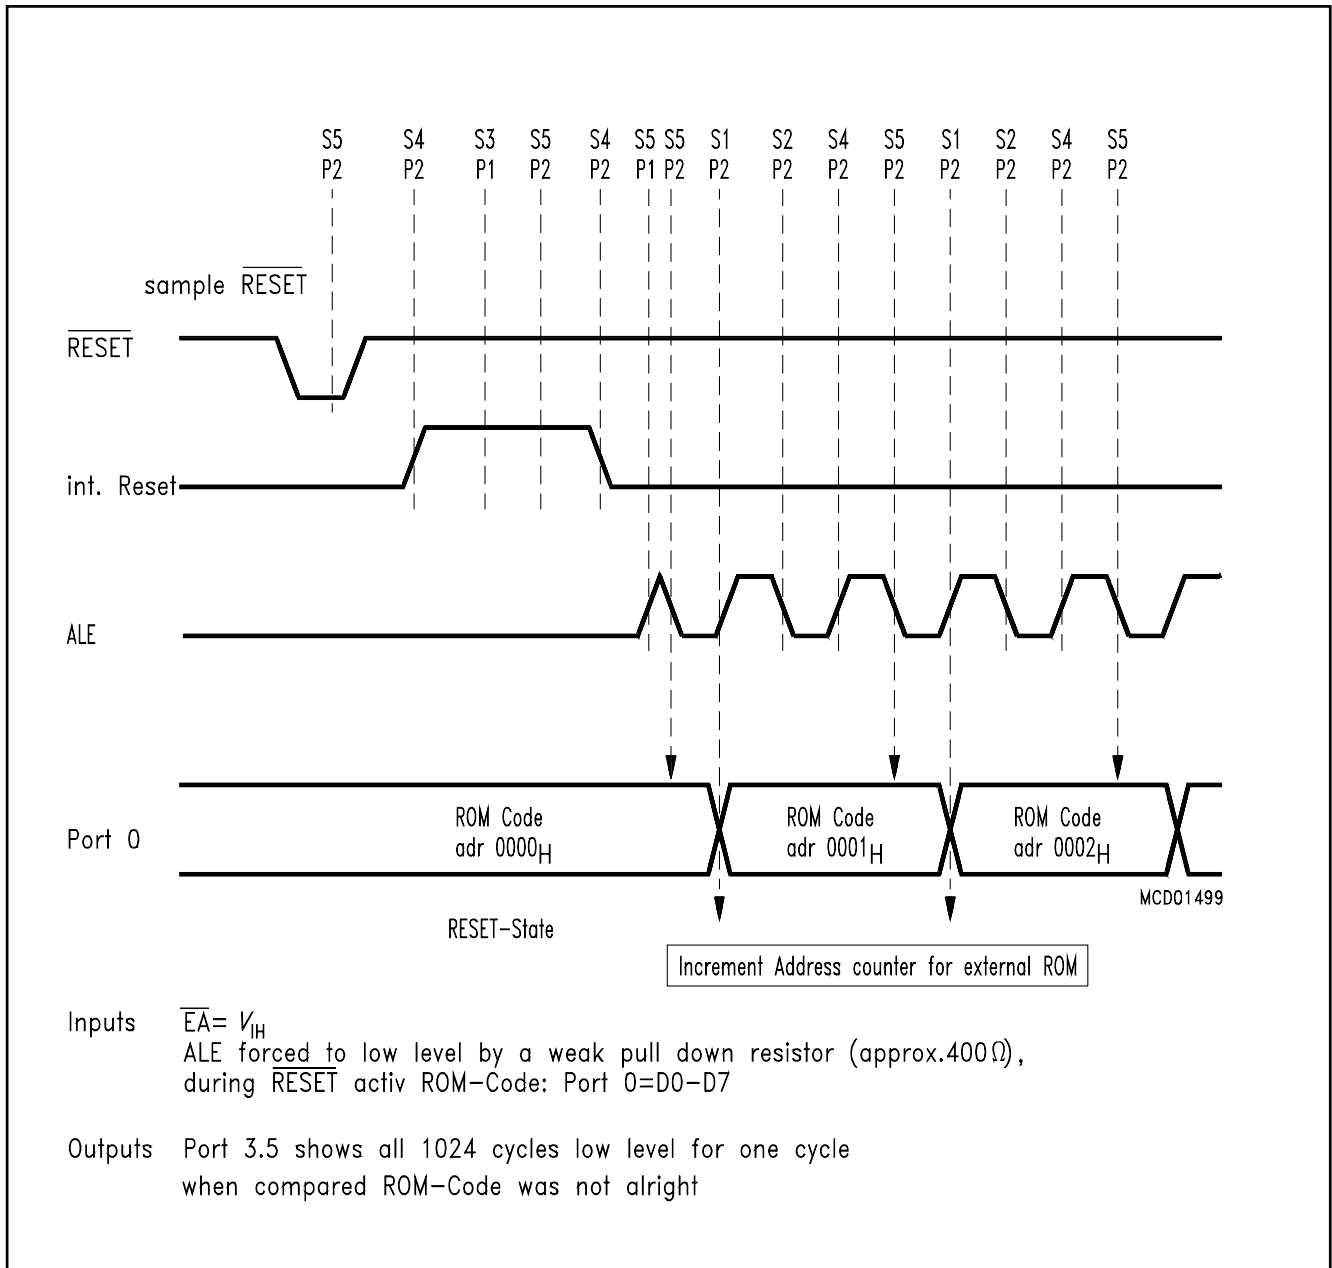 S5 S4 S3 S5 S4 S5 S5 S1 S2 S4 S5 S1 S2 S4 S5
P2 P2 P1 P2 P2 P1 P2 P2 P2 P2 P2 P2 P2 P2 P2
sample RESET
RESET
int. Reset
ALE
Port 0
ROM Code
adr 0000H
ROM Code
adr 0001H
ROM Code
adr 0002H
MCD01499
RESET-State
Increment Address counter for external ROM
Inputs EA= VIH
ALE forced to low level by a weak pull down resistor (approx.400Ω),
during RESET activ ROM-Code: Port 0=D0-D7
Outputs Port 3.5 shows all 1024 cycles low level for one cycle
when compared ROM-Code was not alright